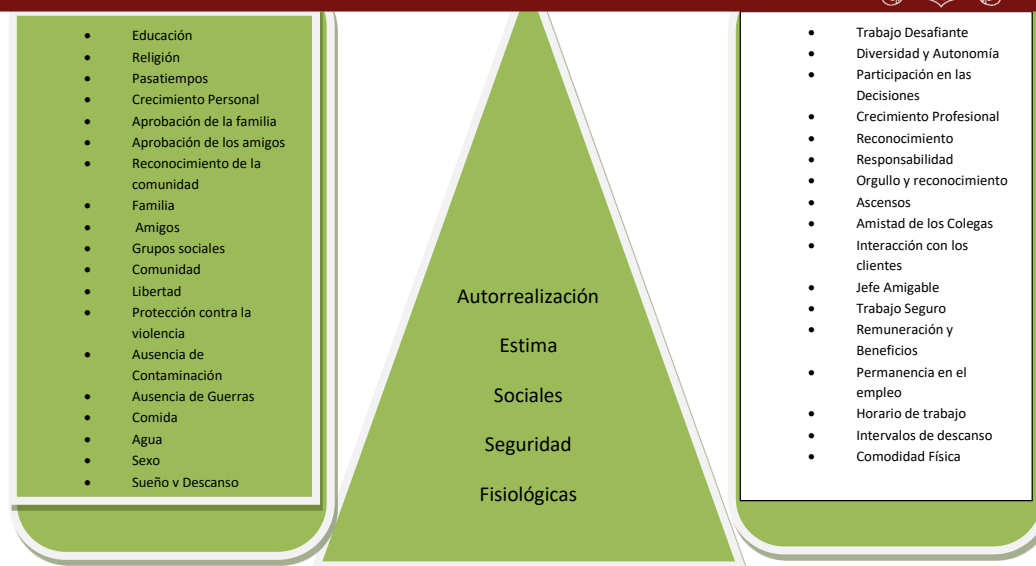 • Educación
• Religión
• Pasatiempos
• Crecimiento Personal
• Aprobación de la familia
• Aprobación de los amigos
• Reconocimiento de la
comunidad
• Familia
• Amigos
• Grupos sociales
• Comunidad
• Libertad
• Protección contra la
violencia
• Ausencia de
Contaminación
• Ausencia de Guerras
• Comida
• Agua
• Sexo
• Sueño y Descanso
Autorrealización
Estima
Sociales
Seguridad
Fisiológicas
• Trabajo Desafiante
• Diversidad y Autonomía
• Participación en las
Decisiones
• Crecimiento Profesional
• Reconocimiento
• Responsabilidad
• Orgullo y reconocimiento
• Ascensos
• Amistad de los Colegas
• Interacción con los
clientes
• Jefe Amigable
• Trabajo Seguro
• Remuneración y
Beneficios
• Permanencia en el
empleo
• Horario de trabajo
• Intervalos de descanso
• Comodidad Física